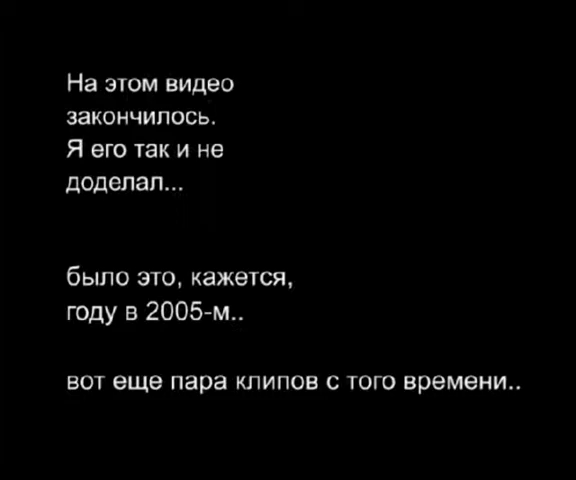 На этом видео
закончилось.
Я его так и не
доделал...
было это, кажется,
году в 2005-м..
вот еще пара клипов с того времени..